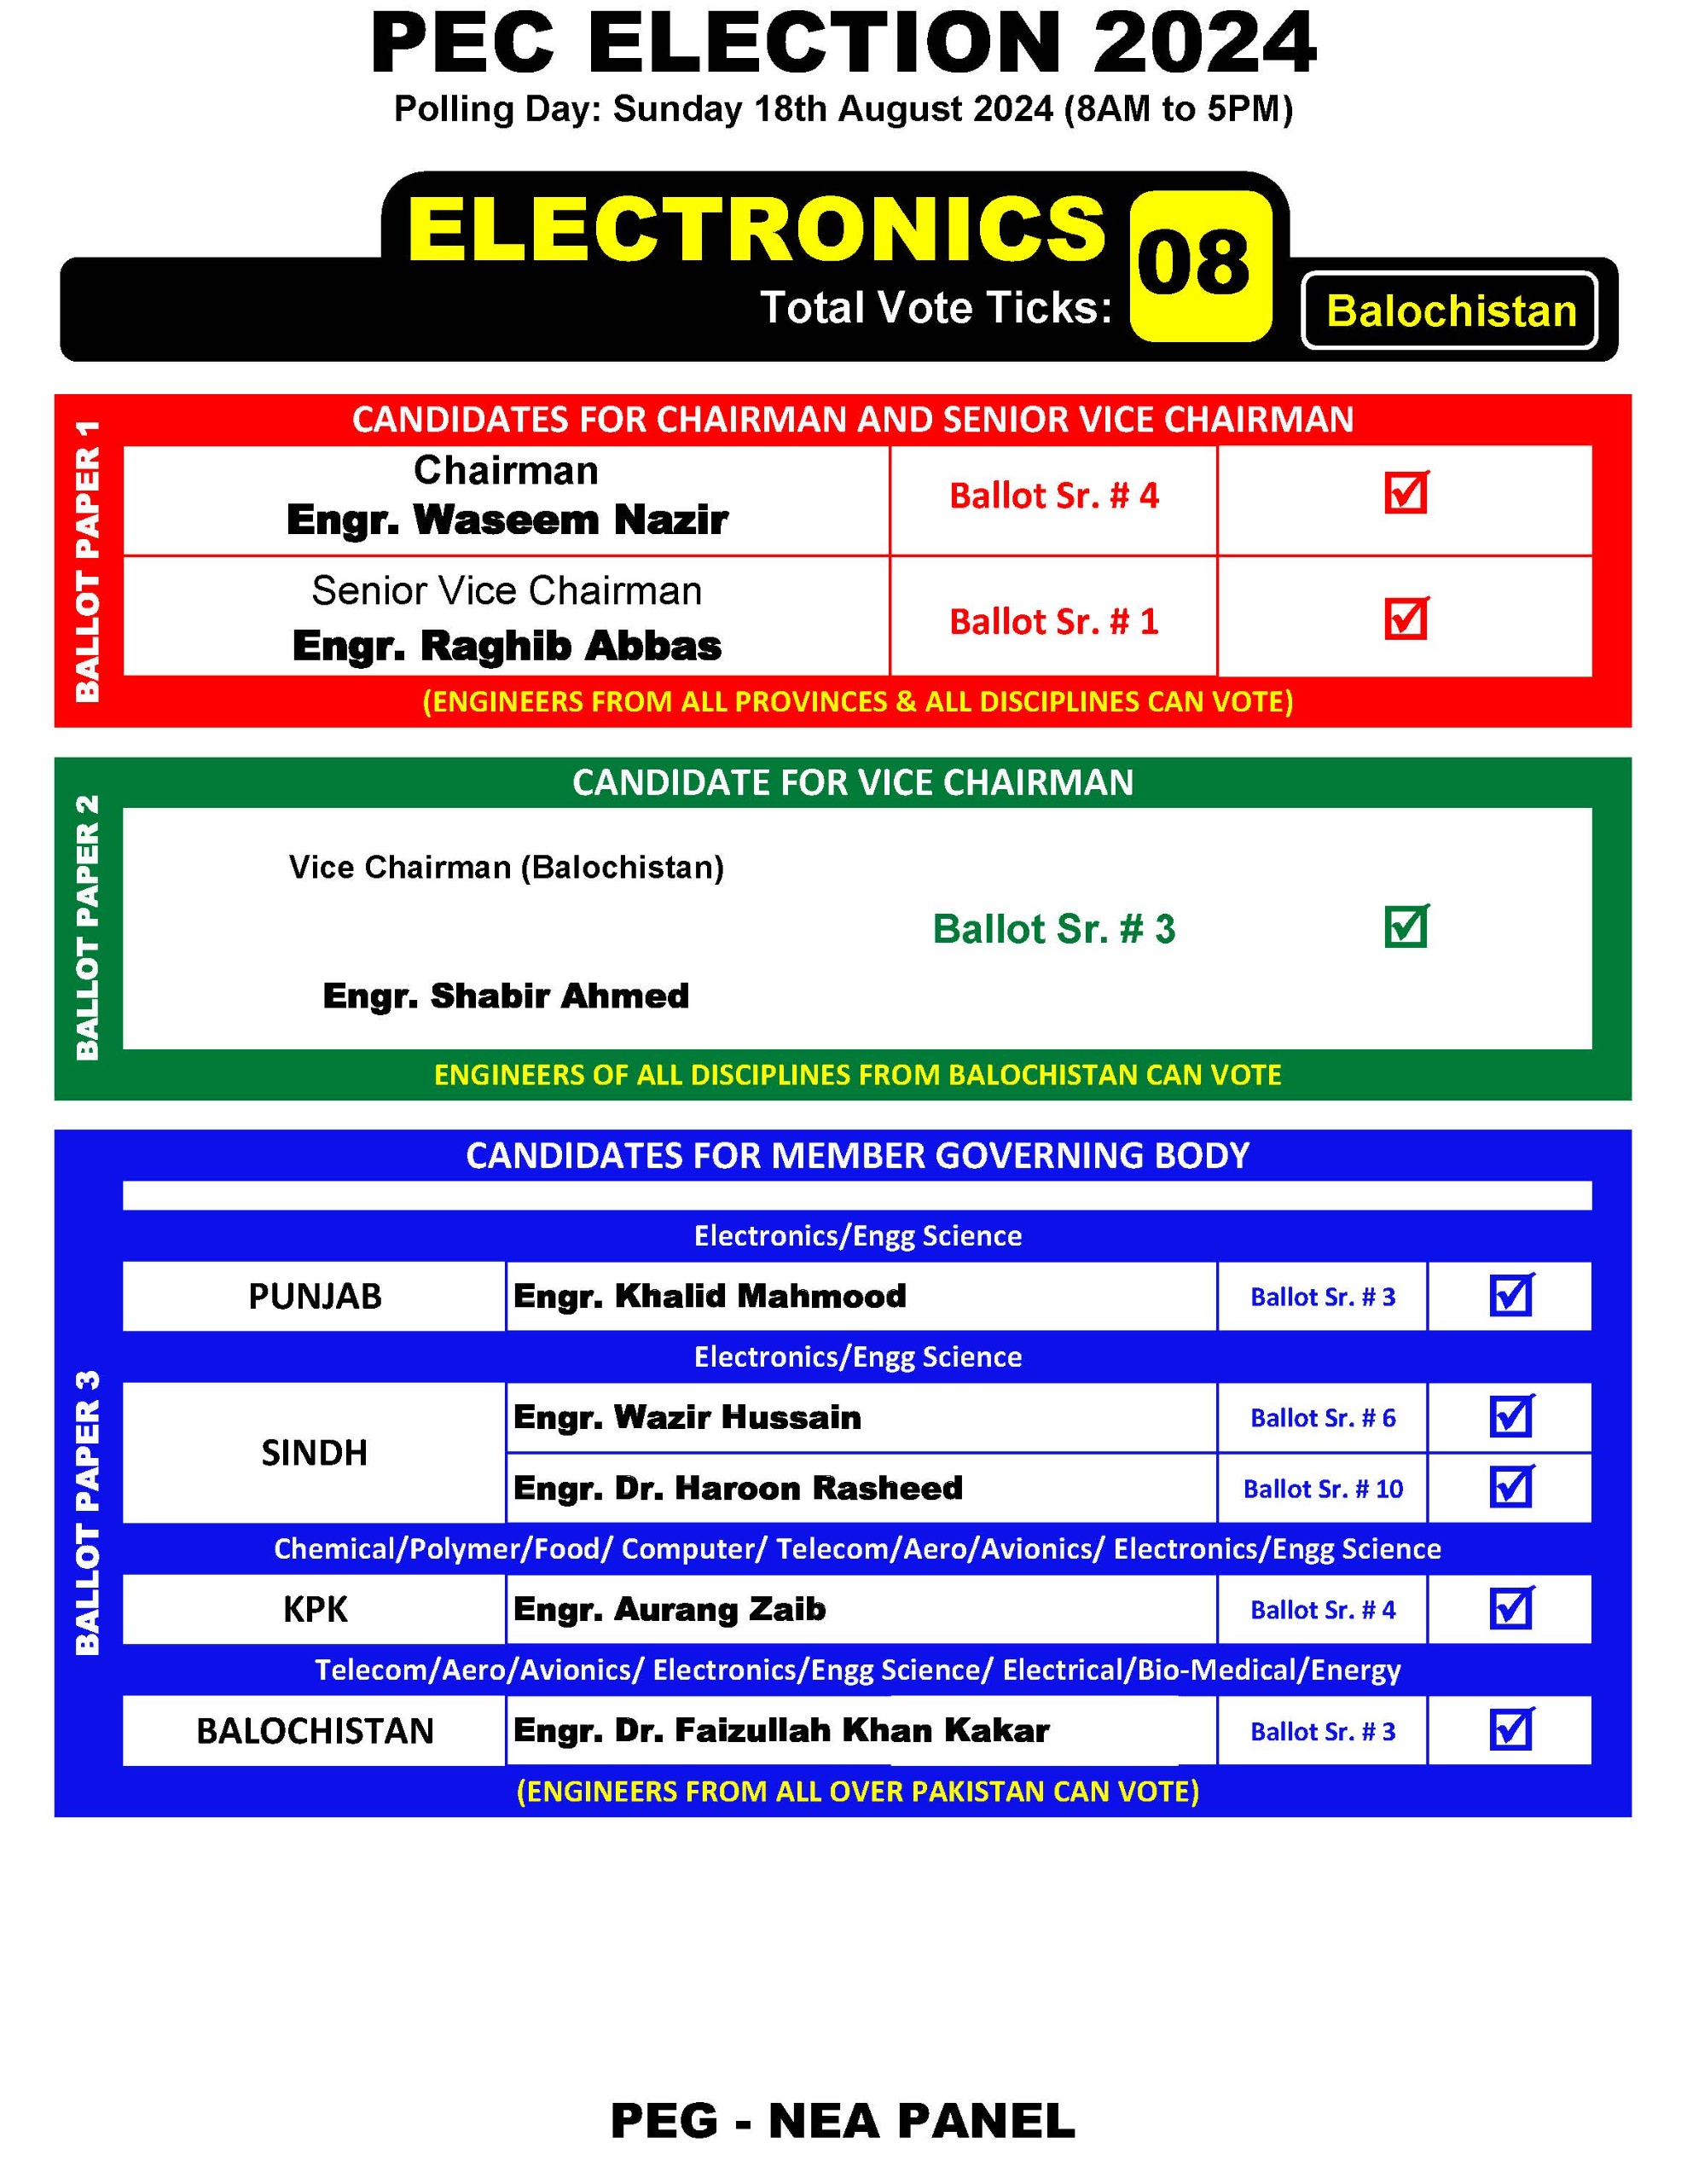 PEC ELECTION 2024
Polling Day: Sunday 18th August 2024 (8AM to 5PM)
ELECTRONICS
08
Total Vote Ticks:
Balochistan
BALLOT PAPER 1
CANDIDATES FOR CHAIRMAN AND SENIOR VICE CHAIRMAN
Chairman
Engr. Waseem Nazir
Ballot Sr. # 4
Senior Vice Chairman
Engr. Raghib Abbas
Ballot Sr. # 1
(ENGINEERS FROM ALL PROVINCES & ALL DISCIPLINES CAN VOTE)
BALLOT PAPER 2
CANDIDATE FOR VICE CHAIRMAN
Vice Chairman (Balochistan)
Ballot Sr. # 3
Engr. Shabir Ahmed
ENGINEERS OF ALL DISCIPLINES FROM BALOCHISTAN CAN VOTE
BALLOT PAPER 3
CANDIDATES FOR MEMBER GOVERNING BODY
Electronics/Engg Science
PUNJAB Engr. Khalid Mahmood Ballot Sr. # 3
Electronics/Engg Science
SINDH
Engr. Wazir Hussain Ballot Sr. # 6
Engr. Dr. Haroon Rasheed Ballot Sr. # 10
Chemical/Polymer/Food/ Computer/ Telecom/Aero/Avionics/ Electronics/Engg Science
KPK Engr. Aurang Zaib Ballot Sr. # 4
Telecom/Aero/Avionics/ Electronics/Engg Science/ Electrical/Bio-Medical/Energy
BALOCHISTAN Engr. Dr. Faizullah Khan Kakar Ballot Sr. # 3
(ENGINEERS FROM ALL OVER PAKISTAN CAN VOTE)
PEG - NEA PANEL